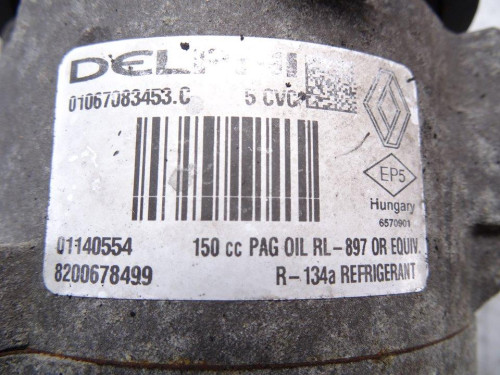 DELPHI
01067083453.C 5 CVC
EP5
Hungary
6570901
01140554 150 cc PAG OIL RL-897 OR EQUIV.
8200678499 R-134a REFRIGERANT